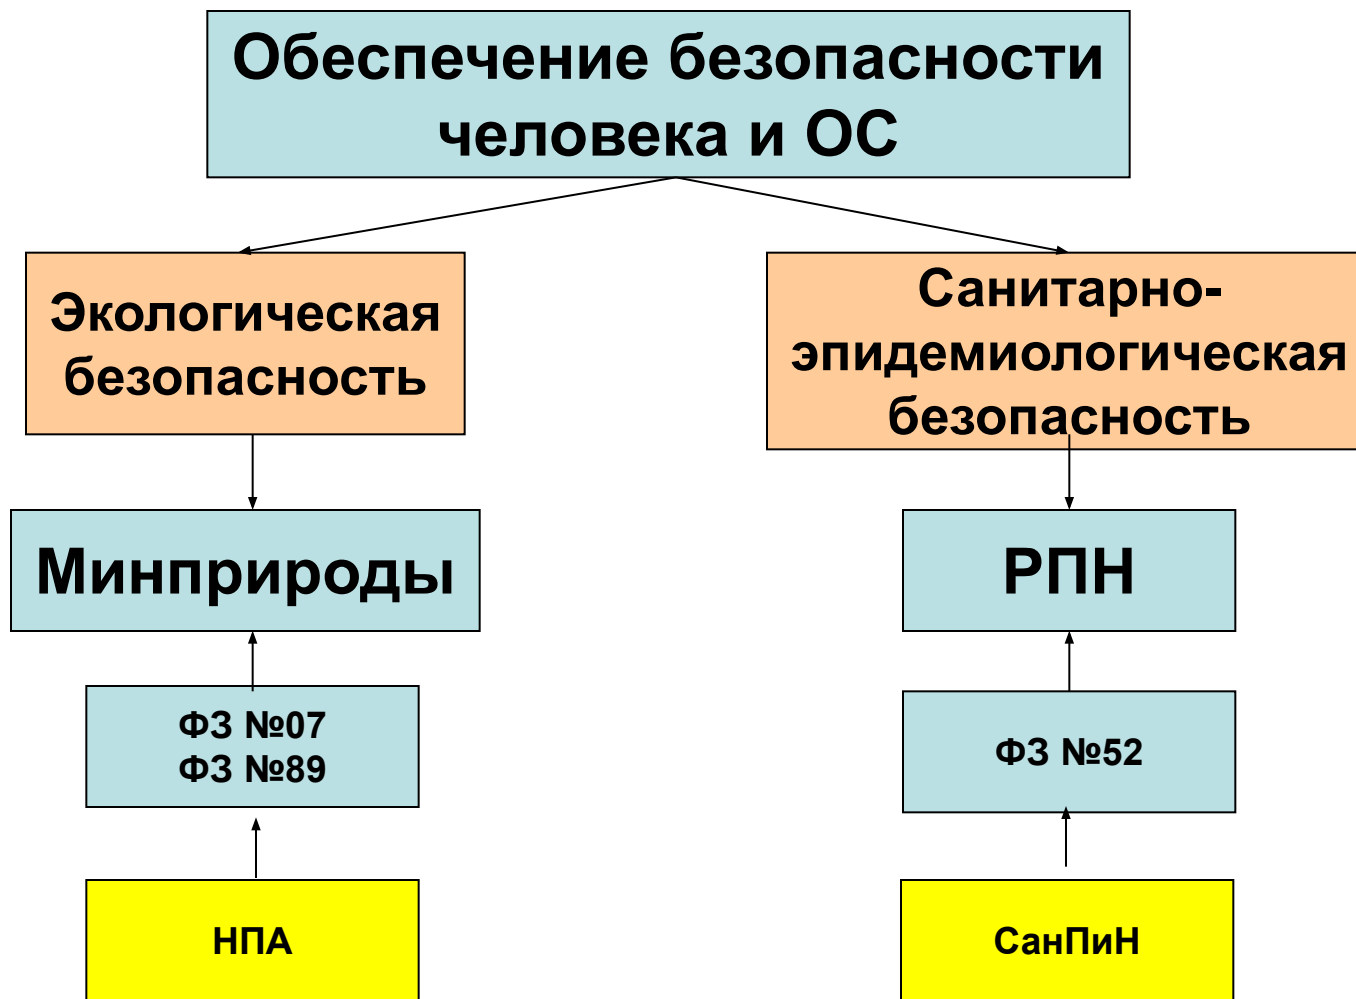 Обеспечение безопасности
человека и ОС
Экологическая
безопасность
Санитарно-
эпидемиологическая
безопасность
Минприроды
РПН
ФЗ №07
ФЗ №89
ФЗ №52
НПА
СанПиН